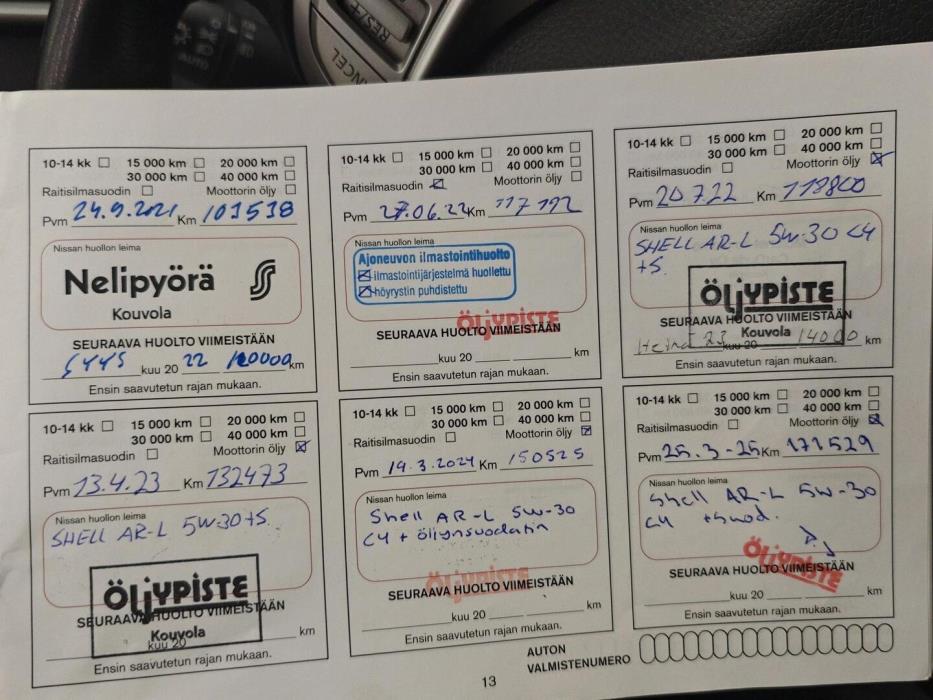 RES/+
CANCEL
AUTO
10-14 kk 15 000 km 20 000 km
30 000 km 40 000 km
Raitisilmasuodin Moottorin öljy
Pvm 24.9.2021 Km 101538
Nissan huollon leima
Nelipyörä
Kouvola
SEURAAVA HUOLTO VIIMEISTÄÄN
SYYS kuu 20 22 120000 km
Ensin saavutetun rajan mukaan.
10-14 kk 15 000 km 20 000 km
30 000 km 40 000 km
Raitisilmasuodin Moottorin öljy
Pvm 27.06.22 Km 117 192
Nissan huollon leima
Ajoneuvon ilmastointihuolto
ilmastointijärjestelmä huollettu
höyrystin puhdistettu
ÖLJYPISTE
SEURAAVA HUOLTO VIIMEISTÄÄN
kuu 20 km
Ensin saavutetun rajan mukaan.
10-14 kk 15 000 km 20 000 km
30 000 km 40 000 km
Raitisilmasuodin Moottorin öljy
Pvm 20 7.22 Km 118800
Nissan huollon leima
SHELL AR-L 5W-30 C4
+S.
ÖLJYPISTE
SEURAAVA HUOLTO VIIMEISTÄÄN
Kouvola
Heinä 23 kuu 20 14000 km
Ensin saavutetun rajan mukaan.
10-14 kk 15 000 km 20 000 km
30 000 km 40 000 km
Raitisilmasuodin Moottorin öljy
Pvm 13.4.23 Km 132473
Nissan huollon leima
SHELL AR-L 5W-30 +S.
ÖLJYPISTE
SEURAAVA HUOLTO VIIMEISTÄÄN
Kouvola
kuu 20 km
Ensin saavutetun rajan mukaan.
10-14 kk 15 000 km 20 000 km
30 000 km 40 000 km
Raitisilmasuodin Moottorin öljy
Pvm 19.3.2024 Km 150525
Nissan huollon leima
Shell AR-L 5W-30
C4 + öljynsuodatin
ÖLJYPISTE
SEURAAVA HUOLTO VIIMEISTÄÄN
kuu 20 km
Ensin saavutetun rajan mukaan.
10-14 kk 15 000 km 20 000 km
30 000 km 40 000 km
Raitisilmasuodin Moottorin öljy
Pvm 25.3-25 Km 171529
Nissan huollon leima
Shell AR-L 5W-30
C4 +suod.
ÖLJYPISTE
SEURAAVA HUOLTO VIIMEISTÄÄN
kuu 20 km
Ensin saavutetun rajan mukaan.
AUTON
VALMISTENUMERO
13